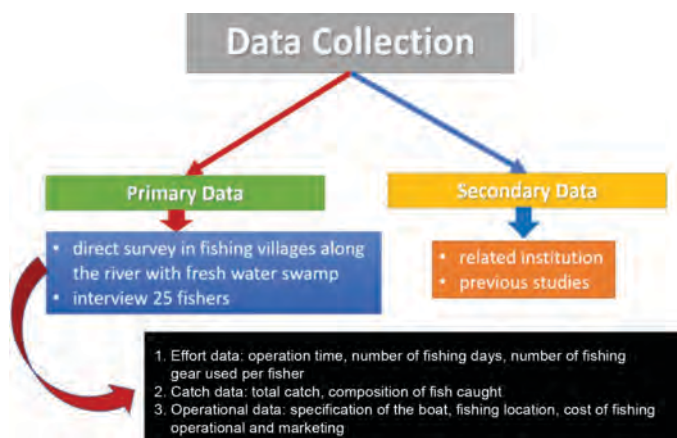 Data Collection
Primary Data
• direct survey in fishing villages along
the river with fresh water swamp
• interview 25 fishers
Secondary Data
• related institution
• previous studies
1. Effort data: operation time, number of fishing days, number of fishing
gear used per fisher
2. Catch data: total catch, composition of fish caught
3. Operational data: specification of the boat, fishing location, cost of fishing
operational and marketing